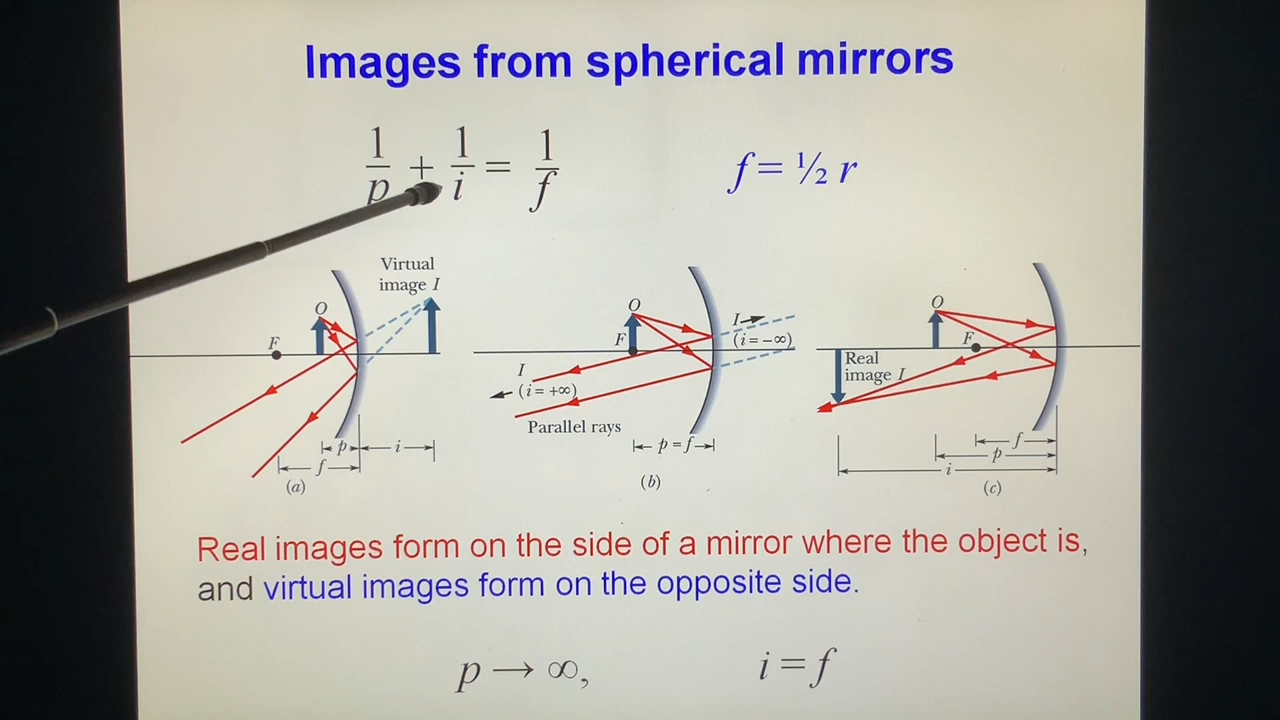 Images from spherical mirrors
1/p + 1/i = 1/f
f = ½ r
Virtual
image I
O
F
p
i
f
(a)
O
F
I
(i = −∞)
I
(i = +∞)
Parallel rays
p = f
(b)
O
F
Real
image I
f
p
i
(c)
Real images form on the side of a mirror where the object is,
and virtual images form on the opposite side.
p → ∞,
i = f